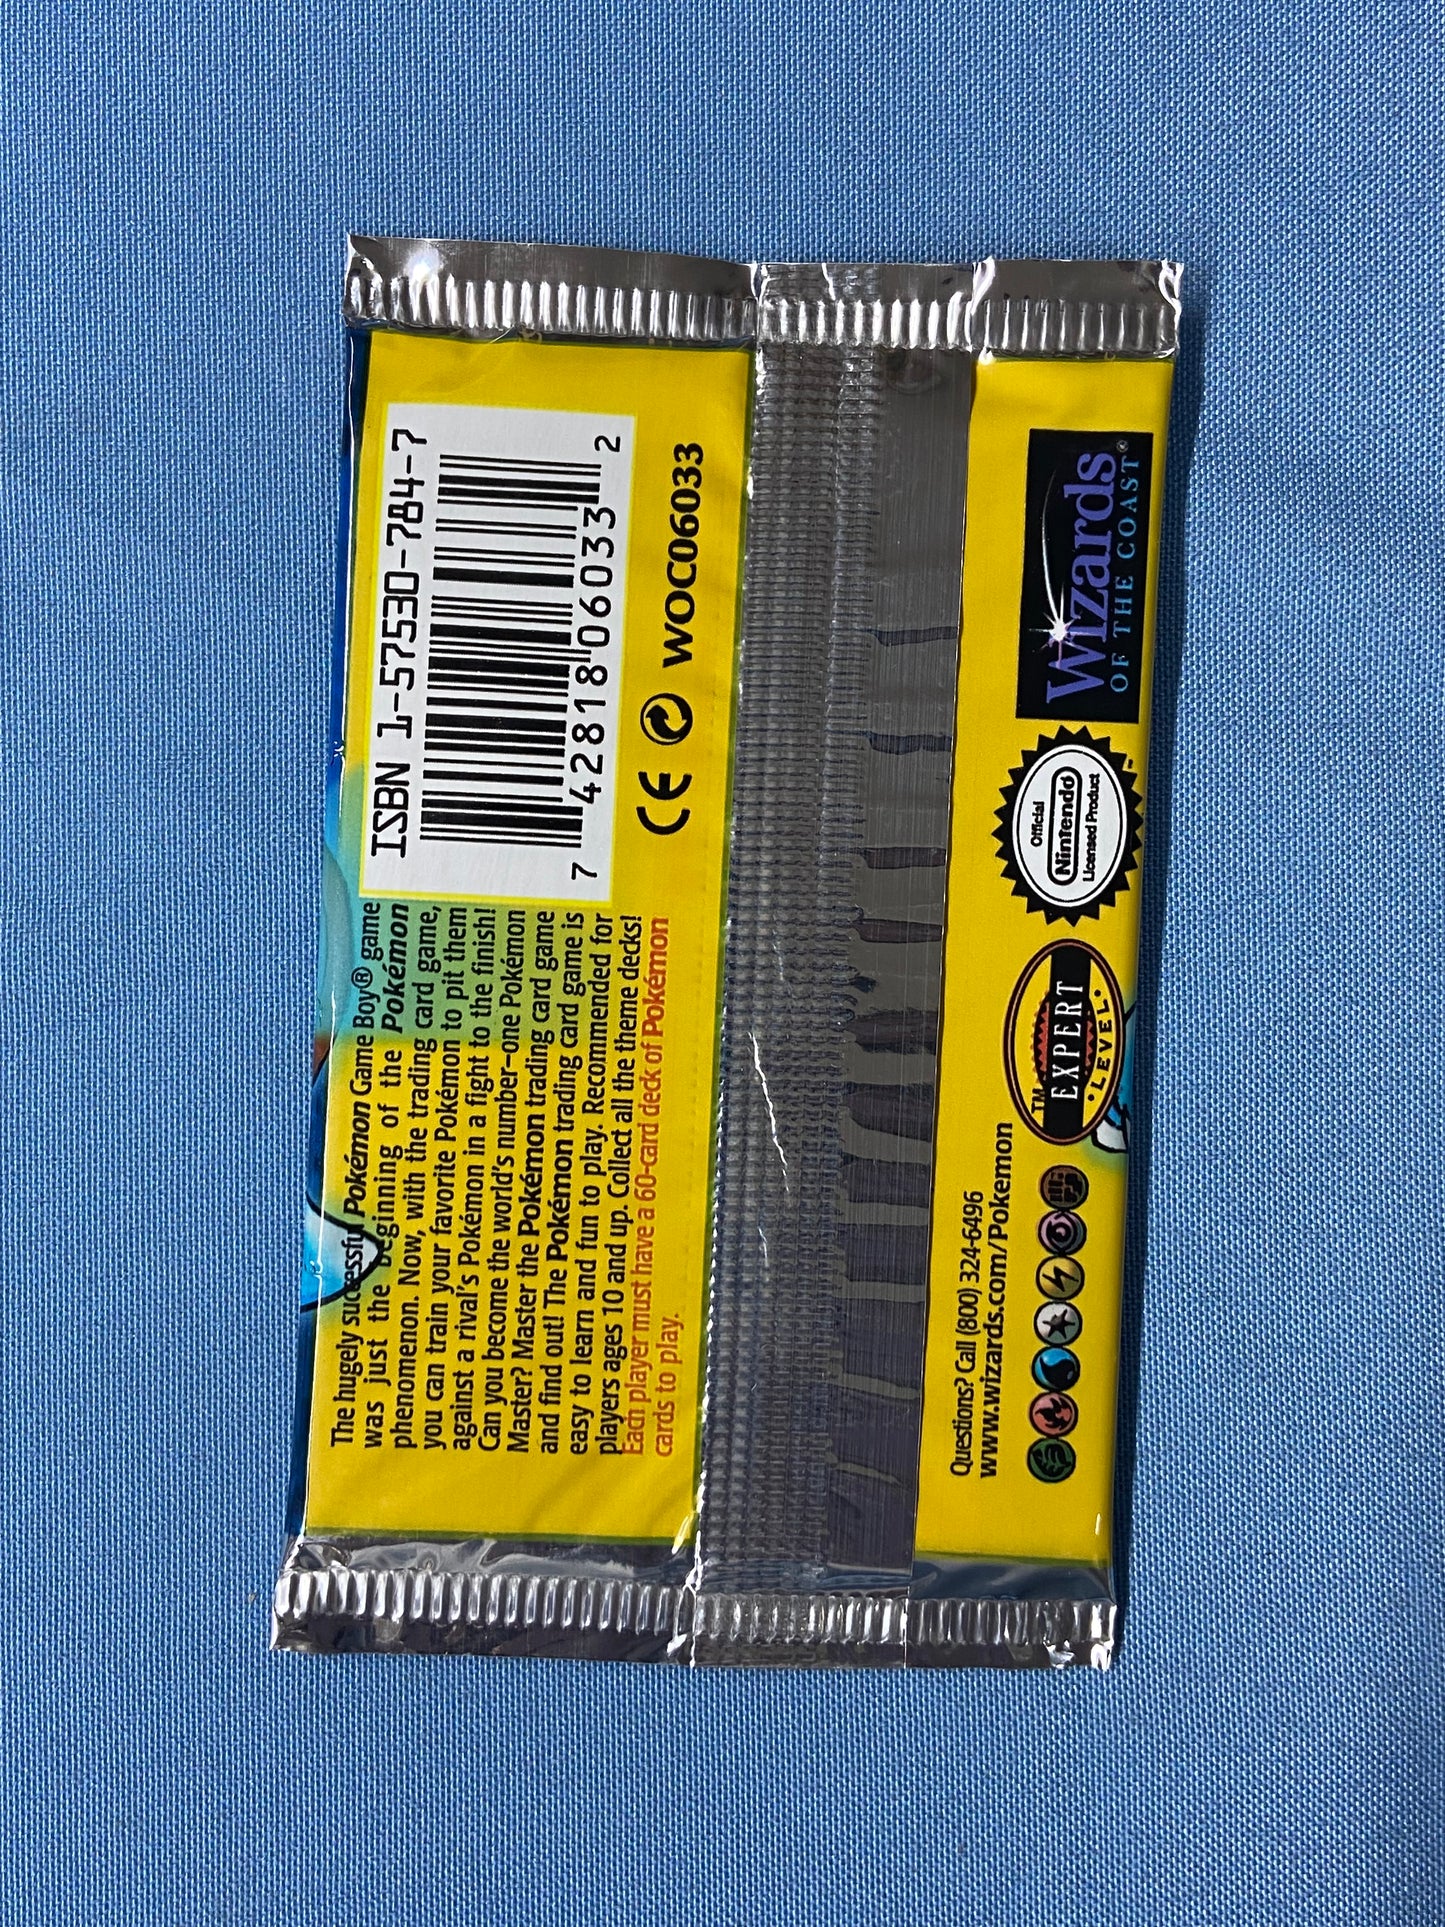 The hugely successful Pokémon Game Boy® game
was just the beginning of the Pokémon
phenomenon. Now, with the trading card game,
you can train your favorite Pokémon to pit them
against a rival's Pokémon in a fight to the finish!
Can you become the world's number-one Pokémon
Master? Master the Pokémon trading card game
and find out! The Pokémon trading card game is
easy to learn and fun to play. Recommended for
players ages 10 and up. Collect all the theme decks!
Each player must have a 60-card deck of Pokémon
cards to play.
ISBN 1-57530-784-7
7 42818 06033 2
CE WOC06033
Questions? Call (800) 324-6496
www.wizards.com/Pokemon
TM
EXPERT
• LEVEL •
Official
Nintendo
Licensed Product
™
Wizards
OF THE COAST®